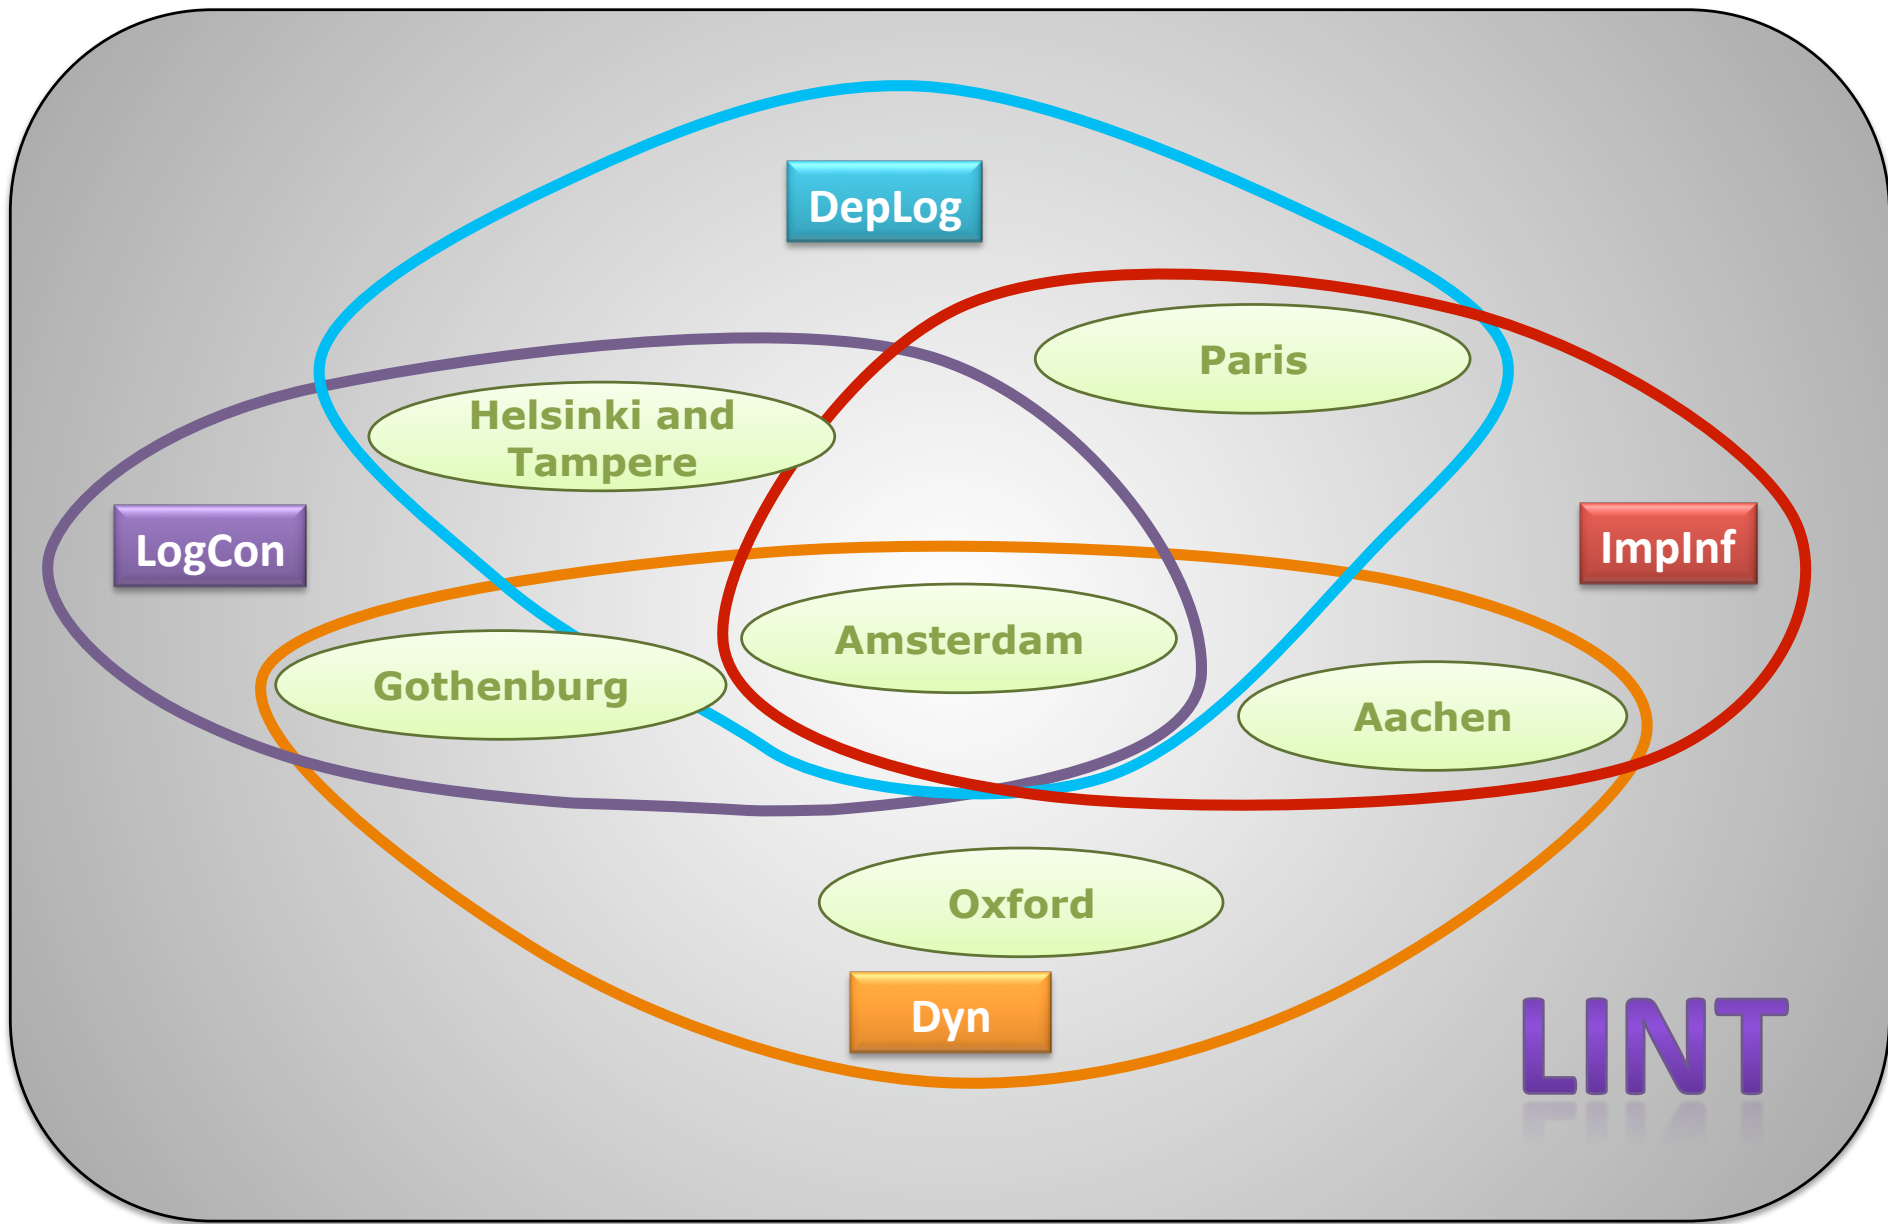 DepLog
Paris
Helsinki and
Tampere
LogCon
ImpInf
Amsterdam
Gothenburg
Aachen
Oxford
Dyn
LINT